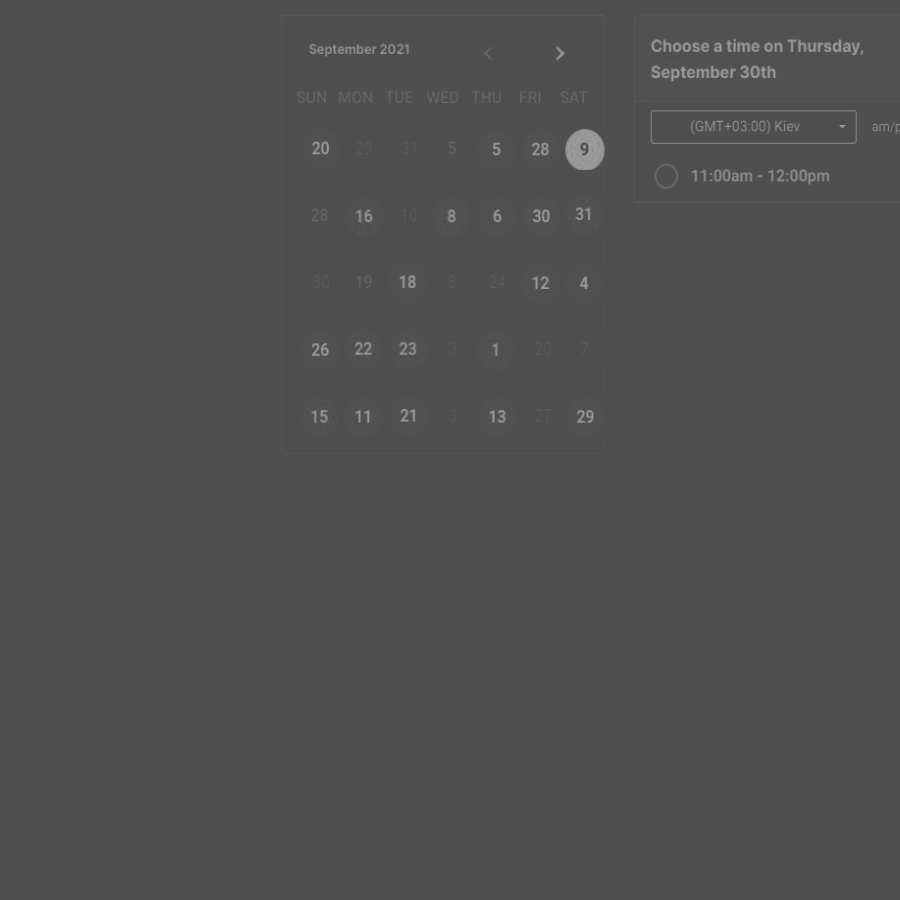 September 2021
SUN MON TUE WED THU FRI SAT
20 29 31 5 5 28 9
28 16 10 8 6 30 31
30 19 18 8 24 12 4
26 22 23 3 1 20 7
15 11 21 3 13 27 29
Choose a time on Thursday,
September 30th
(GMT+03:00) Kiev am/p
11:00am - 12:00pm